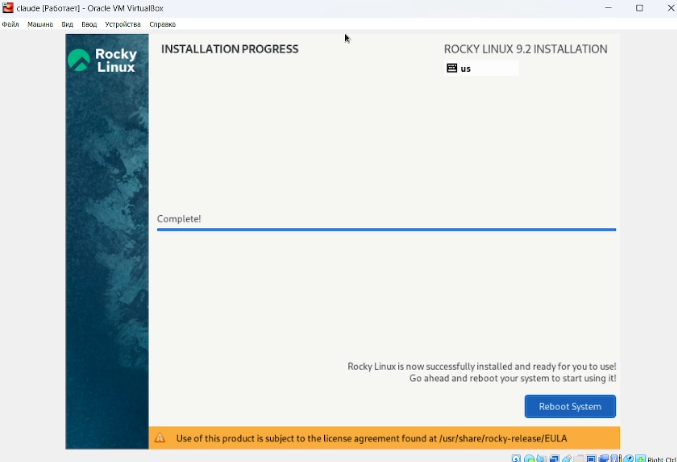 claude [Работает] - Oracle VM VirtualBox
Файл Машина Вид Ввод Устройства Справка
Rocky
Linux
INSTALLATION PROGRESS
ROCKY LINUX 9.2 INSTALLATION
us
Complete!
Rocky Linux is now successfully installed and ready for you to use!
Go ahead and reboot your system to start using it!
Reboot System
Use of this product is subject to the license agreement found at /usr/share/rocky-release/EULA
Right Ctrl